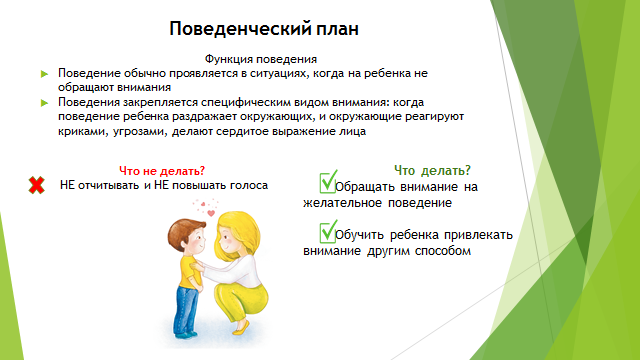 Поведенческий план
Функция поведения
Поведение обычно проявляется в ситуациях, когда на ребенка не
обращают внимания
Поведения закрепляется специфическим видом внимания: когда
поведение ребенка раздражает окружающих, и окружающие реагируют
криками, угрозами, делают сердитое выражение лица
Что не делать?
НЕ отчитывать и НЕ повышать голоса
Что делать?
Обращать внимание на
желательное поведение
Обучить ребенка привлекать
внимание другим способом